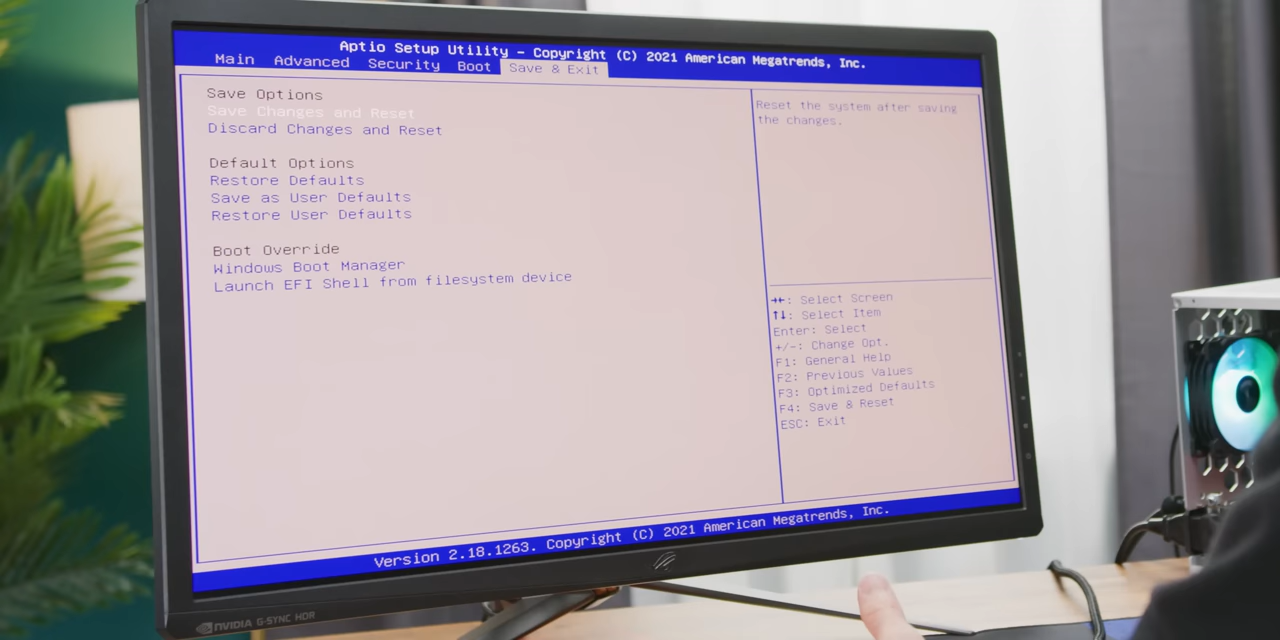 Aptio Setup Utility – Copyright (C) 2021 American Megatrends, Inc.
Main Advanced Security Boot Save & Exit
Save Options
Save Changes and Reset
Discard Changes and Reset
Default Options
Restore Defaults
Save as User Defaults
Restore User Defaults
Boot Override
Windows Boot Manager
Launch EFI Shell from filesystem device
Reset the system after saving
the changes.
→←: Select Screen
↑↓: Select Item
Enter: Select
+/-: Change Opt.
F1: General Help
F2: Previous Values
F3: Optimized Defaults
F4: Save & Reset
ESC: Exit
Version 2.18.1263. Copyright (C) 2021 American Megatrends, Inc.
NVIDIA G-SYNC HDR